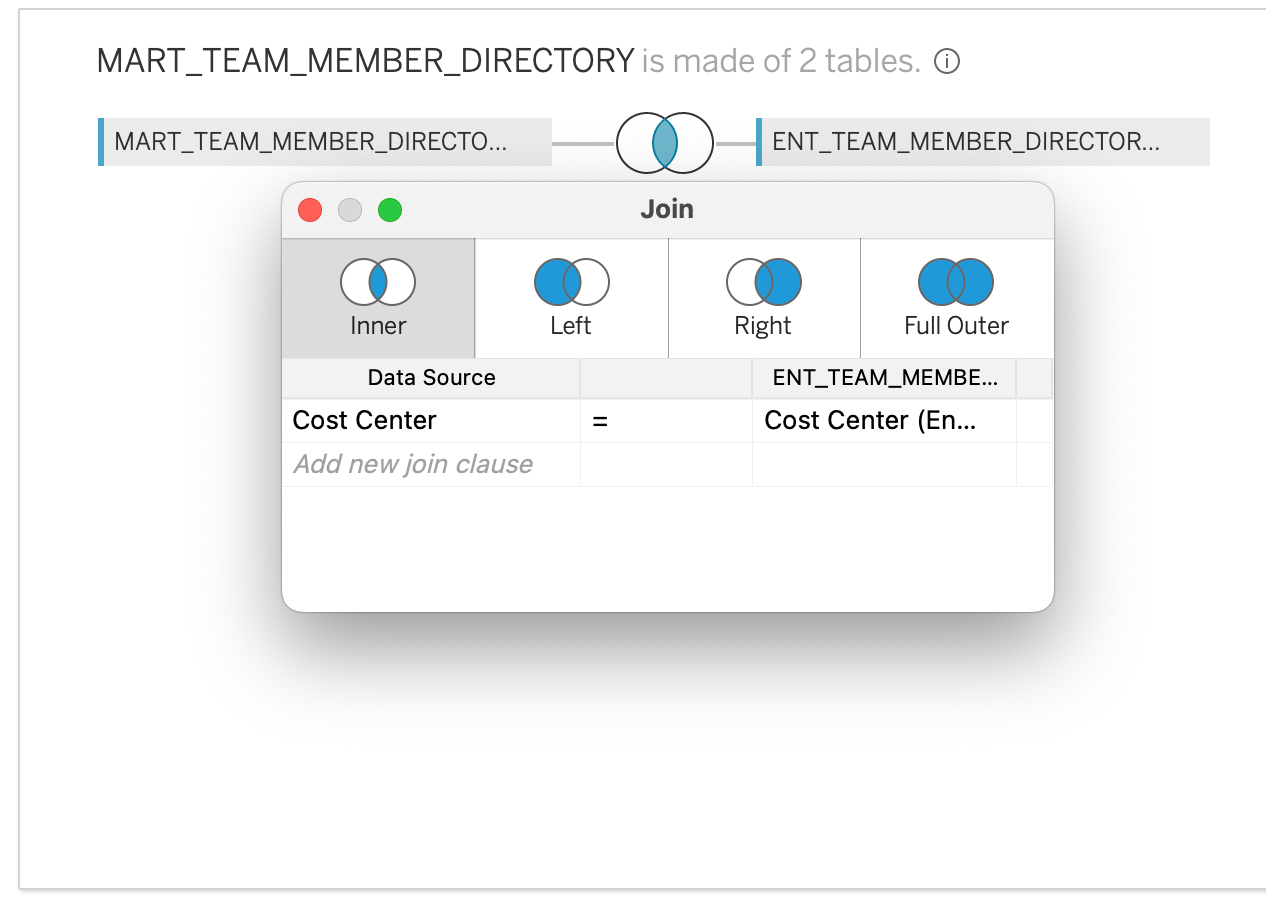 MART_TEAM_MEMBER_DIRECTORY is made of 2 tables.
MART_TEAM_MEMBER_DIRECTO...
ENT_TEAM_MEMBER_DIRECTOR...
Join
Inner
Left
Right
Full Outer
Data Source
ENT_TEAM_MEMBE...
Cost Center
=
Cost Center (En...
Add new join clause